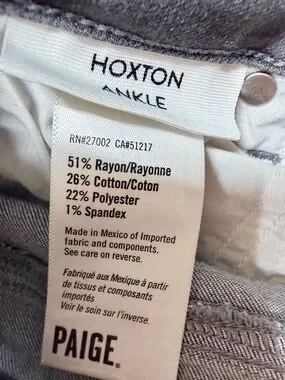 HOXTON
ANKLE
RN#27002 CA#51217
51% Rayon/Rayonne
26% Cotton/Coton
22% Polyester
1% Spandex
Made in Mexico of Imported
fabric and components.
See care on reverse.
Fabriqué aux Mexique à partir
de tissus et composants
importés
Voir le soin sur l'inverse.
PAIGE®